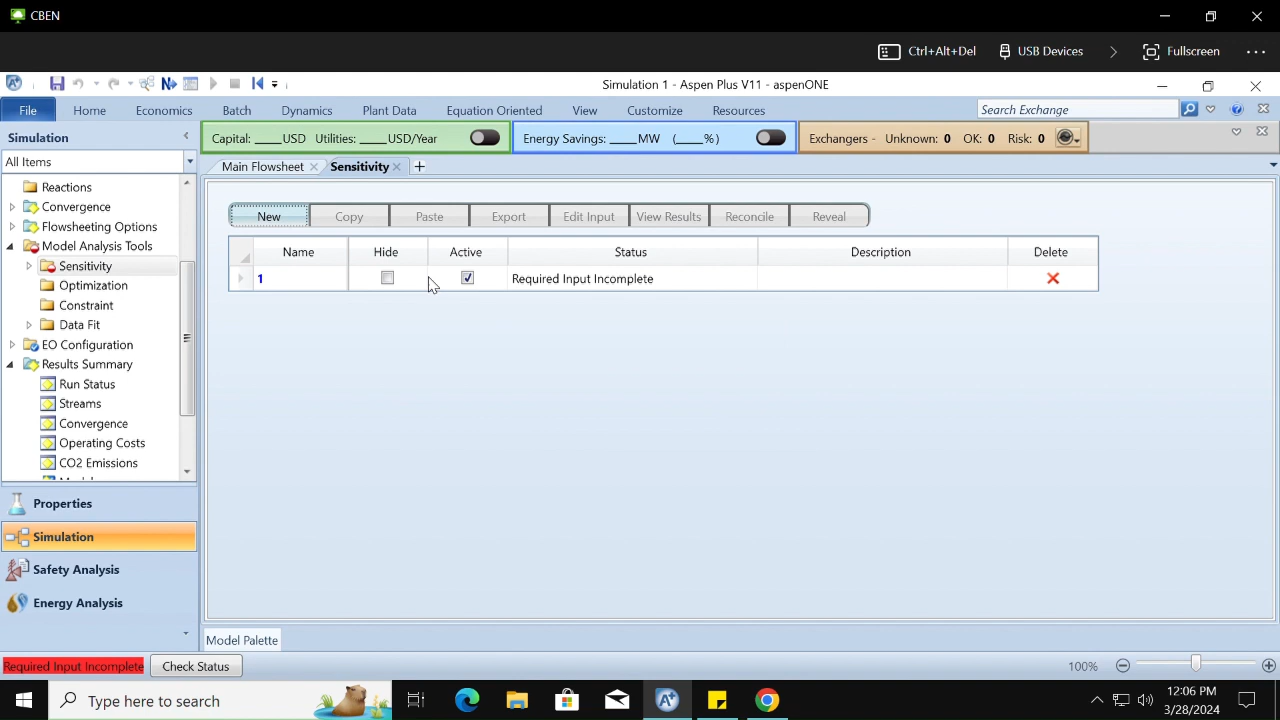 CBEN
Ctrl+Alt+Del USB Devices Fullscreen
Simulation 1 - Aspen Plus V11 - aspenONE
File Home Economics Batch Dynamics Plant Data Equation Oriented View Customize Resources Search Exchange
Simulation
Capital: ____USD Utilities: ____USD/Year Energy Savings: ____MW (____%) Exchangers - Unknown: 0 OK: 0 Risk: 0
All Items
Main Flowsheet Sensitivity
Reactions
Convergence
Flowsheeting Options
Model Analysis Tools
Sensitivity
Optimization
Constraint
Data Fit
EO Configuration
Results Summary
Run Status
Streams
Convergence
Operating Costs
CO2 Emissions
New Copy Paste Export Edit Input View Results Reconcile Reveal
Name Hide Active Status Description Delete
1 Required Input Incomplete
Properties
Simulation
Safety Analysis
Energy Analysis
Model Palette
Required Input Incomplete Check Status 100%
Type here to search
12:06 PM
3/28/2024